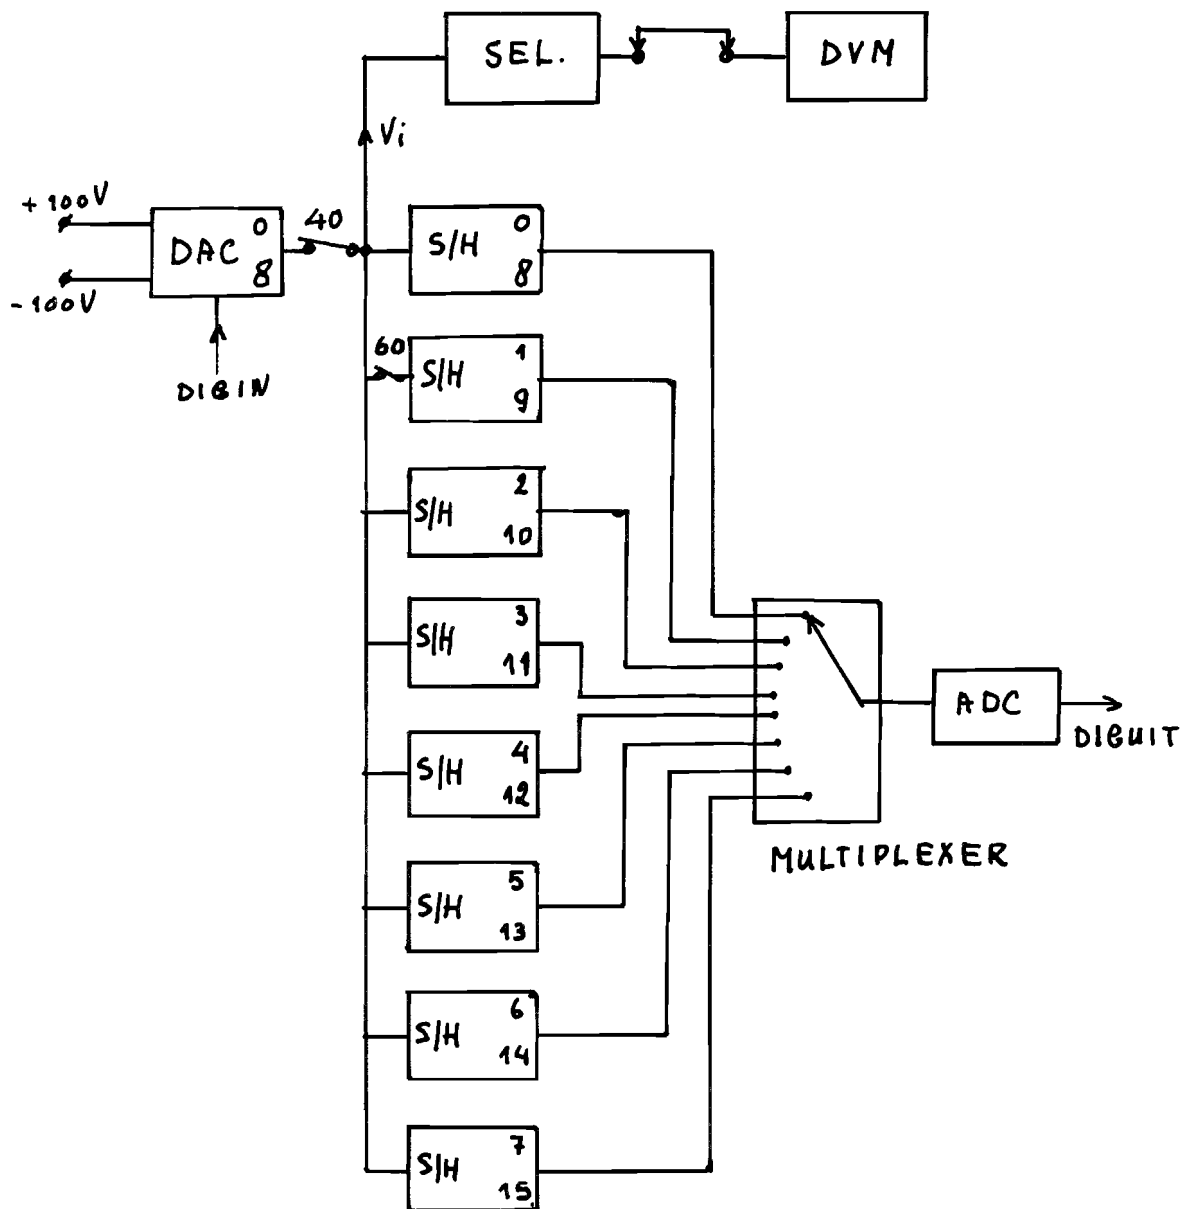 SEL.
DVM
Vi
+100V
-100V
DAC
0
8
40
DIGIN
S/H
0
8
60
S/H
1
9
S/H
2
10
S/H
3
11
S/H
4
12
S/H
5
13
S/H
6
14
S/H
7
15
MULTIPLEXER
ADC
DIGUIT